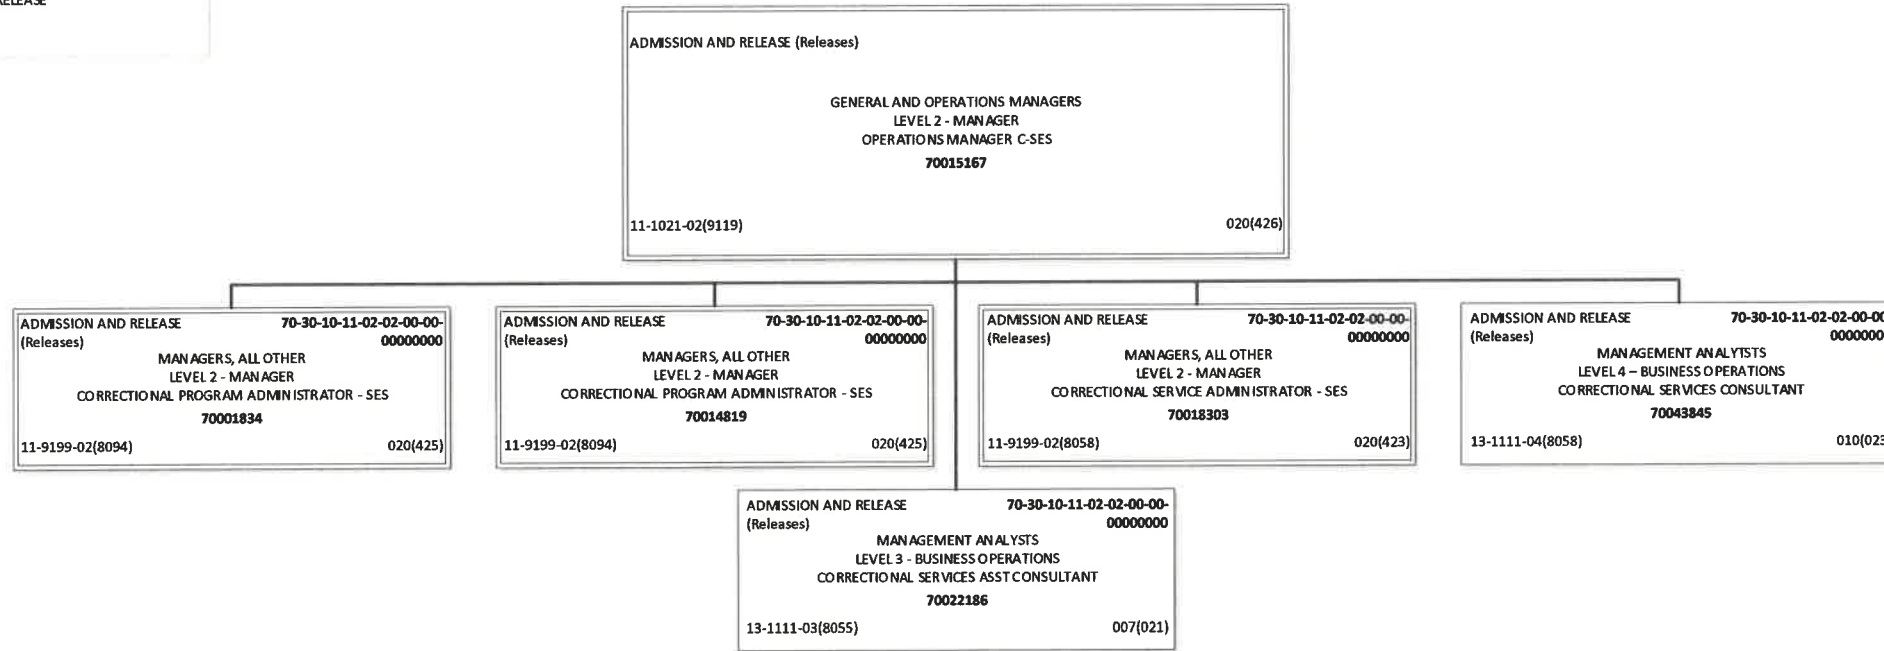 RELEASE
ADMISSION AND RELEASE (Releases)
GENERAL AND OPERATIONS MANAGERS
LEVEL 2 - MANAGER
OPERATIONS MANAGER C-SES
70015167
11-1021-02(9119) 020(426)
ADMISSION AND RELEASE 70-30-10-11-02-02-00-00-
(Releases) 00000000
MANAGERS, ALL OTHER
LEVEL 2 - MANAGER
CORRECTIONAL PROGRAM ADMINISTRATOR - SES
70001834
11-9199-02(8094) 020(425)
ADMISSION AND RELEASE 70-30-10-11-02-02-00-00-
(Releases) 00000000
MANAGERS, ALL OTHER
LEVEL 2 - MANAGER
CORRECTIONAL PROGRAM ADMINISTRATOR - SES
70014819
11-9199-02(8094) 020(425)
ADMISSION AND RELEASE 70-30-10-11-02-02-00-00-
(Releases) 00000000
MANAGERS, ALL OTHER
LEVEL 2 - MANAGER
CORRECTIONAL SERVICE ADMINISTRATOR - SES
70018303
11-9199-02(8058) 020(423)
ADMISSION AND RELEASE 70-30-10-11-02-02-00-00
(Releases) 0000000
MANAGEMENT ANALYTSTS
LEVEL 4 – BUSINESS OPERATIONS
CORRECTIONAL SERVICES CONSULTANT
70043845
13-1111-04(8058) 010(023
ADMISSION AND RELEASE 70-30-10-11-02-02-00-00-
(Releases) 00000000
MANAGEMENT ANALYSTS
LEVEL 3 - BUSINESS OPERATIONS
CORRECTIONAL SERVICES ASST CONSULTANT
70022186
13-1111-03(8055) 007(021)